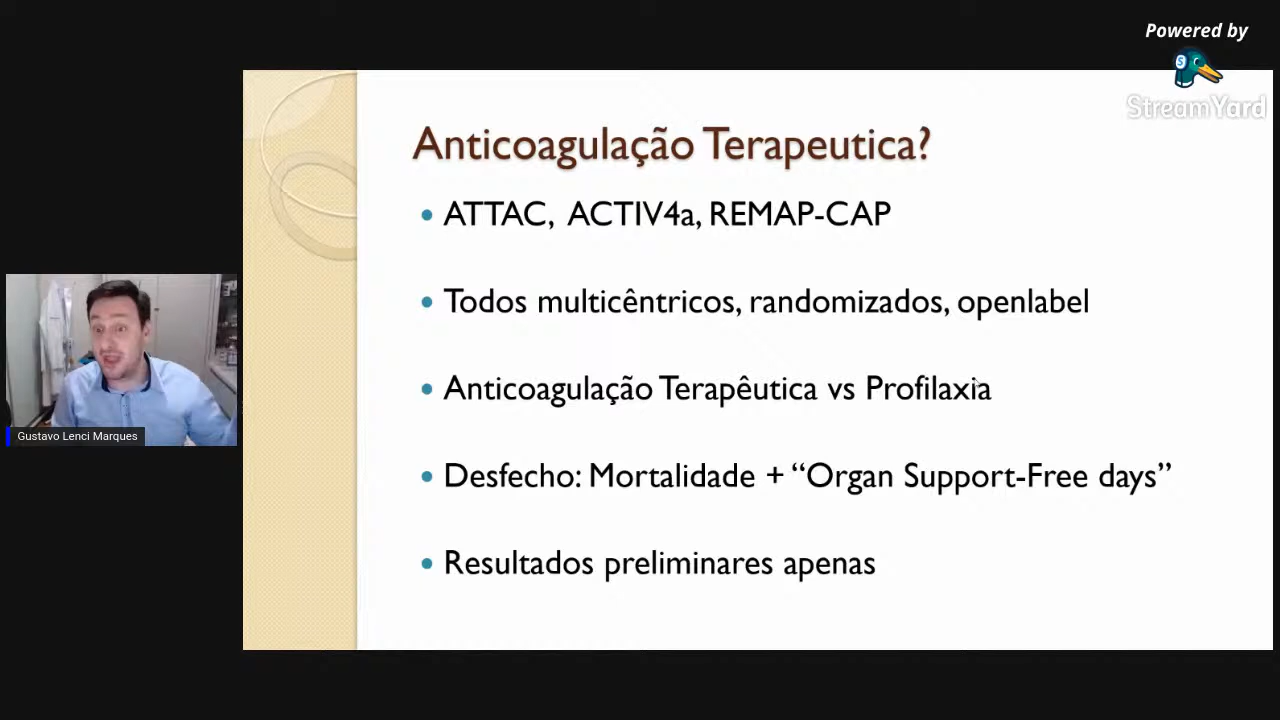 Powered by
StreamYard
Anticoagulação Terapeutica?
ATTAC, ACTIV4a, REMAP-CAP
Todos multicêntricos, randomizados, openlabel
Anticoagulação Terapêutica vs Profilaxia
Desfecho: Mortalidade + “Organ Support-Free days”
Resultados preliminares apenas
Gustavo Lenci Marques